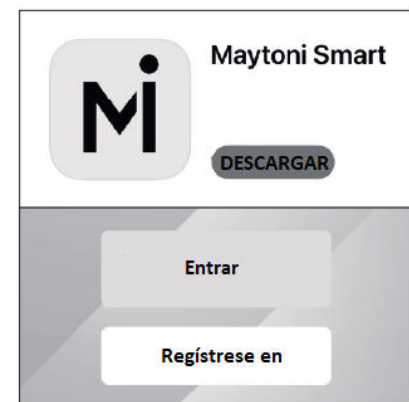 Mi
Maytoni Smart
DESCARGAR
Entrar
Regístrese en